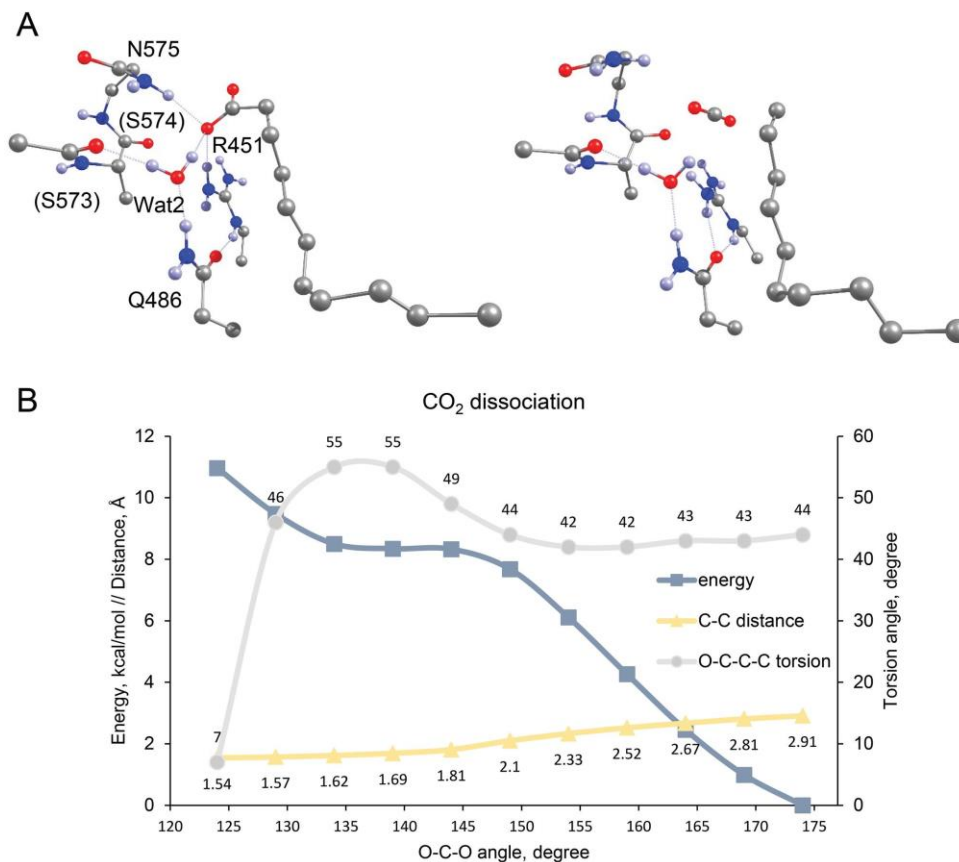 A
N575
(S574)
R451
(S573)
Wat2
Q486
B
CO₂ dissociation
Energy, kcal/mol // Distance, Å
12
10
8
6
4
2
0
60
50
40
30
20
10
0
Torsion angle, degree
7
46
55
55
49
44
42
42
43
43
44
energy
C-C distance
O-C-C-C torsion
1.54
1.57
1.62
1.69
1.81
2.1
2.33
2.52
2.67
2.81
2.91
120 125 130 135 140 145 150 155 160 165 170 175
O-C-O angle, degree